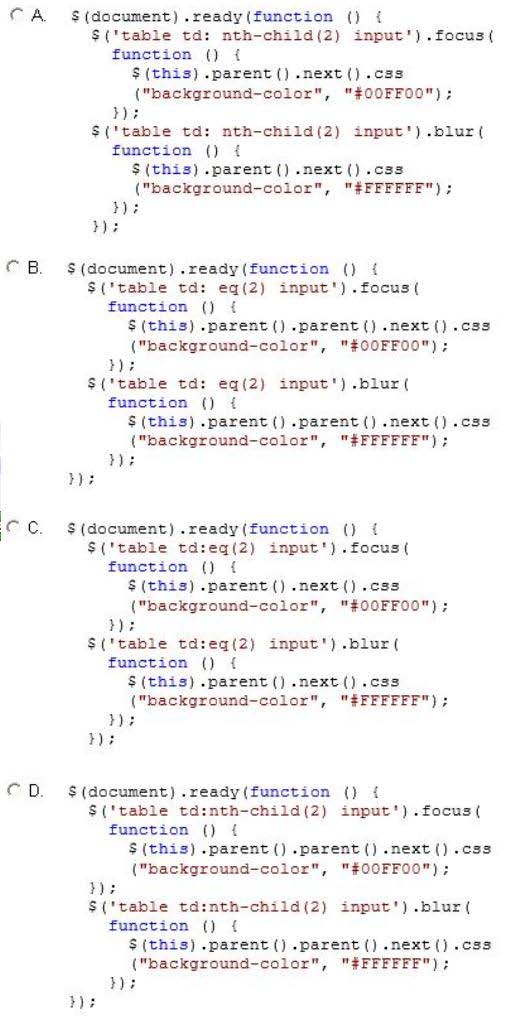 A. $(document).ready(function () {
$('table td: nth-child(2) input').focus(
function () {
$(this).parent().next().css
("background-color", "#00FF00");
});
$('table td: nth-child(2) input').blur(
function () {
$(this).parent().next().css
("background-color", "#FFFFFF");
});
});
B. $(document).ready(function () {
$('table td: eq(2) input').focus(
function () {
$(this).parent().parent().next().css
("background-color", "#00FF00");
});
$('table td: eq(2) input').blur(
function () {
$(this).parent().parent().next().css
("background-color", "#FFFFFF");
});
});
C. $(document).ready(function () {
$('table td:eq(2) input').focus(
function () {
$(this).parent().next().css
("background-color", "#00FF00");
});
$('table td:eq(2) input').blur(
function () {
$(this).parent().next().css
("background-color", "#FFFFFF");
});
});
D. $(document).ready(function () {
$('table td:nth-child(2) input').focus(
function () {
$(this).parent().parent().next().css
("background-color", "#00FF00");
});
$('table td:nth-child(2) input').blur(
function () {
$(this).parent().parent().next().css
("background-color", "#FFFFFF");
});
});